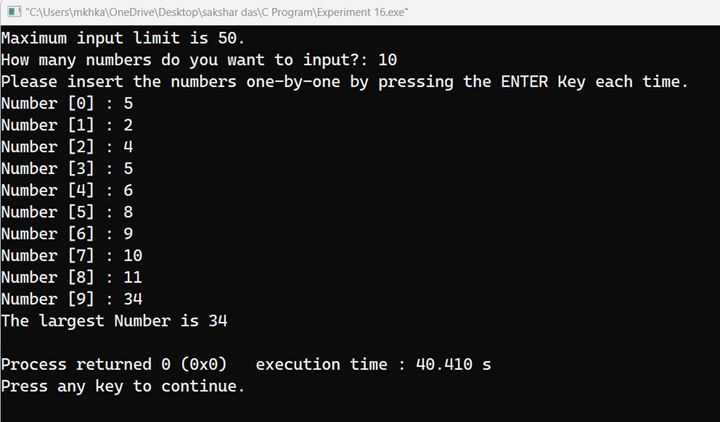 "C:\Users\mkhka\OneDrive\Desktop\sakshar das\C Program\Experiment 16.exe"
Maximum input limit is 50.
How many numbers do you want to input?: 10
Please insert the numbers one-by-one by pressing the ENTER Key each time.
Number [0] : 5
Number [1] : 2
Number [2] : 4
Number [3] : 5
Number [4] : 6
Number [5] : 8
Number [6] : 9
Number [7] : 10
Number [8] : 11
Number [9] : 34
The largest Number is 34
Process returned 0 (0x0)   execution time : 40.410 s
Press any key to continue.